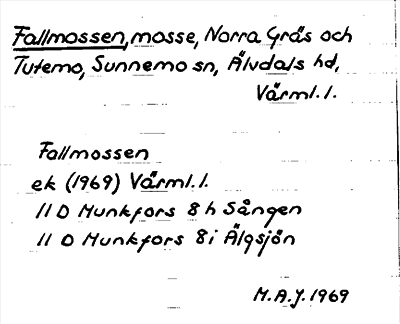 Fallmossen, mosse, Norra Gräs och
Tutemo, Sunnemo sn, Älvdals hd,
Värml. l.
Fallmossen
ek (1969) Värml. l.
11 D Munkfors 8 h Sången
11 D Munkfors 8 i Älgsjön
M.A.J. 1969